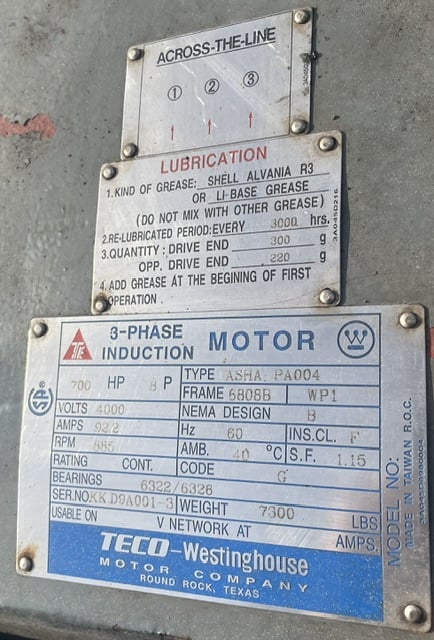 ACROSS-THE-LINE
① ② ③
LUBRICATION
1.KIND OF GREASE: SHELL ALVANIA R3
OR LI-BASE GREASE
(DO NOT MIX WITH OTHER GREASE)
2.RE-LUBRICATED PERIOD:EVERY 3000 hrs.
3.QUANTITY: DRIVE END 300 g
OPP. DRIVE END 220 g
4.ADD GREASE AT THE BEGINING OF FIRST
OPERATION .
3A045D216
3-PHASE
INDUCTION MOTOR
700 HP 8 P TYPE ASHA, PA004
FRAME 6808B WP1
VOLTS 4000 NEMA DESIGN B
AMPS 92.2 Hz 60 INS.CL. F
RPM 885 AMB. 40 °C S.F. 1.15
RATING CONT. CODE G
BEARINGS 6322/6326
SER.NO KKD9A001-3 WEIGHT 7300 LBS
USABLE ON V NETWORK AT AMPS.
MODEL NO:
MADE IN TAIWAN R.O.C.
TECO-Westinghouse
MOTOR COMPANY
ROUND ROCK, TEXAS